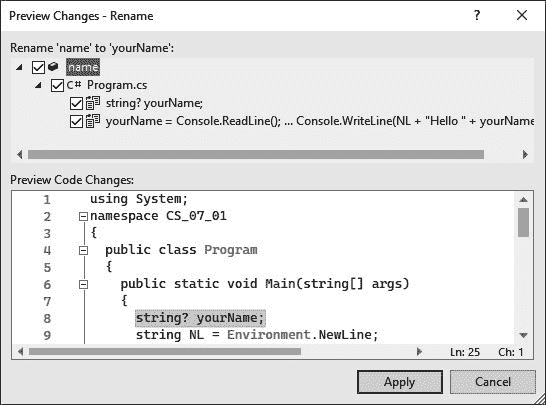 Preview Changes - Rename
Rename 'name' to 'yourName':
name
C# Program.cs
string? yourName;
yourName = Console.ReadLine(); ... Console.WriteLine(NL + "Hello " + yourName
Preview Code Changes:
1 using System;
2 namespace CS_07_01
3 {
4 public class Program
5 {
6 public static void Main(string[] args)
7 {
8 string? yourName;
9 string NL = Environment.NewLine;
Ln: 25 Ch: 1
Apply Cancel